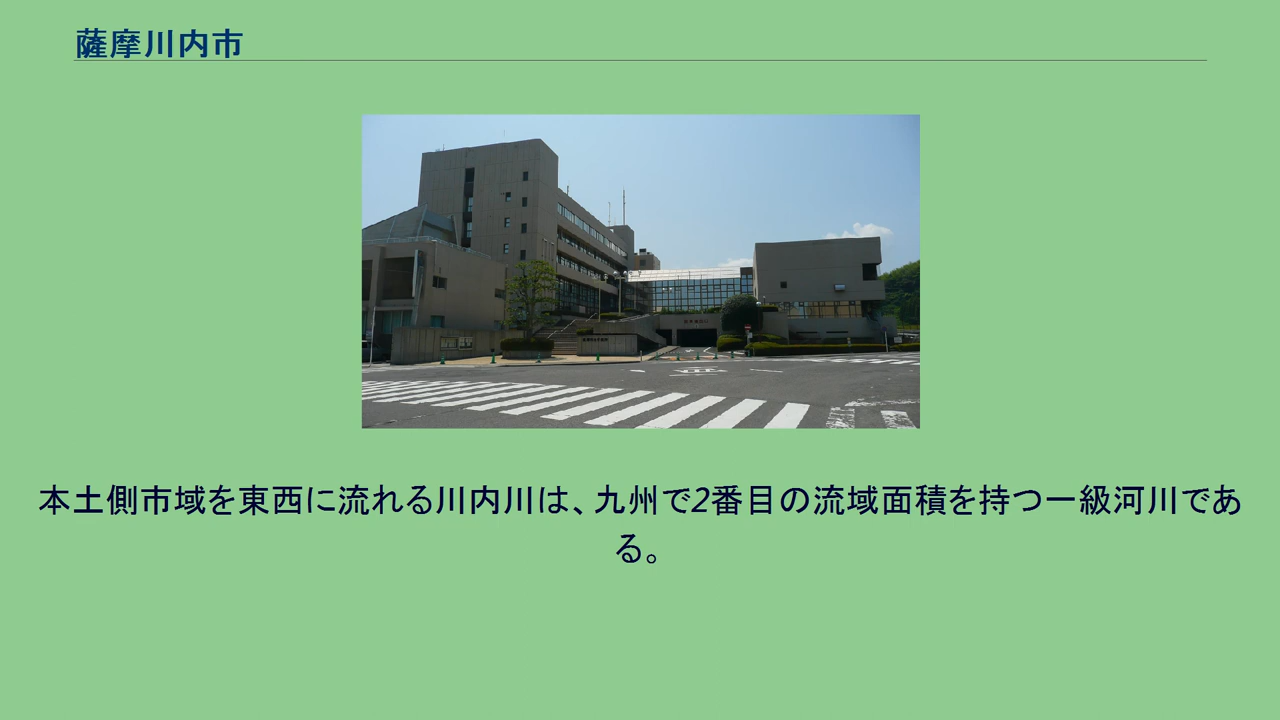 薩摩川内市
本土側市域を東西に流れる川内川は、九州で2番目の流域面積を持つ一級河川であ
る。